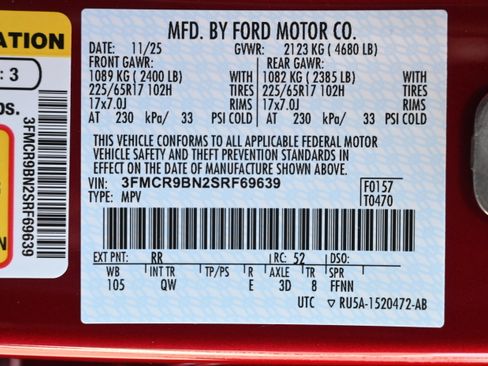 MFD. BY FORD MOTOR CO.
DATE: 11/25 GVWR: 2123 KG (4680 LB)
FRONT GAWR: REAR GAWR:
1089 KG (2400 LB) WITH 1082 KG (2385 LB) WITH
225/65R17 102H TIRES 225/65R17 102H TIRES
17x7.0J RIMS 17x7.0J RIMS
AT 230 kPa/ 33 PSI COLD AT 230 kPa/ 33 PSI COLD
THIS VEHICLE CONFORMS TO ALL APPLICABLE FEDERAL MOTOR
VEHICLE SAFETY AND THEFT PREVENTION STANDARDS IN
EFFECT ON THE DATE OF MANUFACTURE SHOWN ABOVE.
VIN: 3FMCR9BN2SRF69639 F0157
TYPE: MPV T0470
EXT PNT: RR RC: 52 DSO:
WB INT TR TP/PS R AXLE TR SPR
105 QW E 3D 8 FFNN
UTC ▽ RU5A-1520472-AB
ATION
: 3
os.
3FMCR9BN2SRF69639